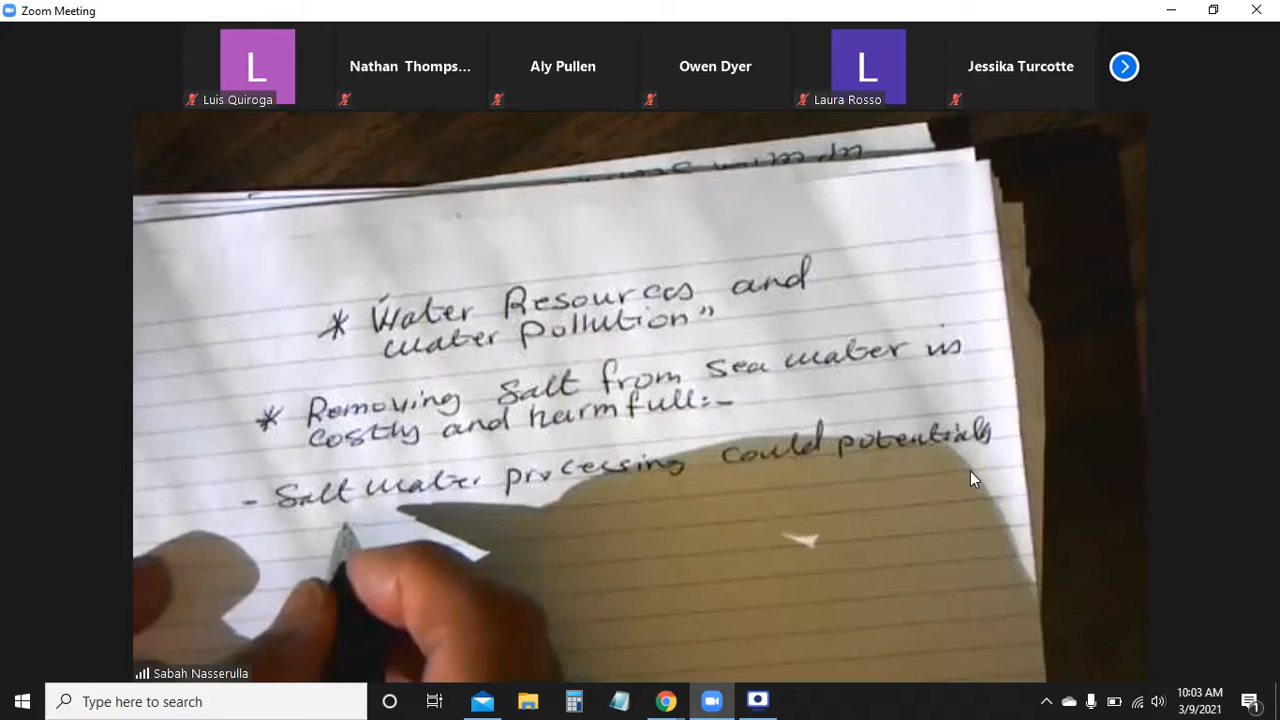 Zoom Meeting
L
Luis Quiroga
Nathan Thomps...
Aly Pullen
Owen Dyer
L
Laura Rosso
Jessika Turcotte
* "Water Resources and
water Pollution"
* Removing Salt from sea water is
costly and harmfull:-
- Salt water processing could potentialy
Sabah Nasserulla
Type here to search
10:03 AM
3/9/2021
1